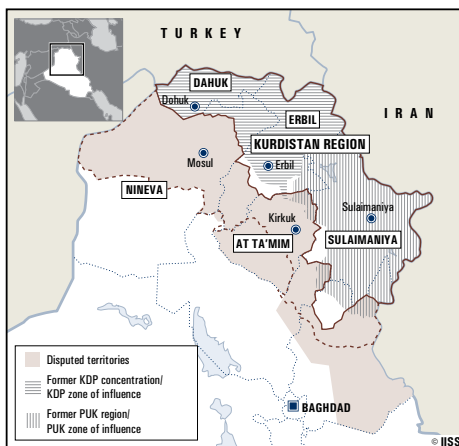 TURKEY
DAHUK
Dohuk
ERBIL
IRAN
KURDISTAN REGION
Mosul
Erbil
NINEVA
Kirkuk
Sulaimaniya
AT TA'MIM
SULAIMANIYA
Disputed territories
Former KDP concentration/
KDP zone of influence
Former PUK region/
PUK zone of influence
BAGHDAD
© IISS